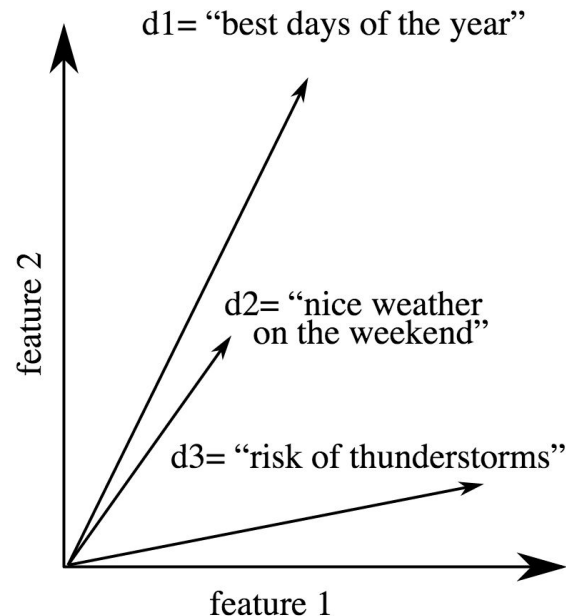 d1= “best days of the year”
feature 2
d2= “nice weather
on the weekend”
d3= “risk of thunderstorms”
feature 1